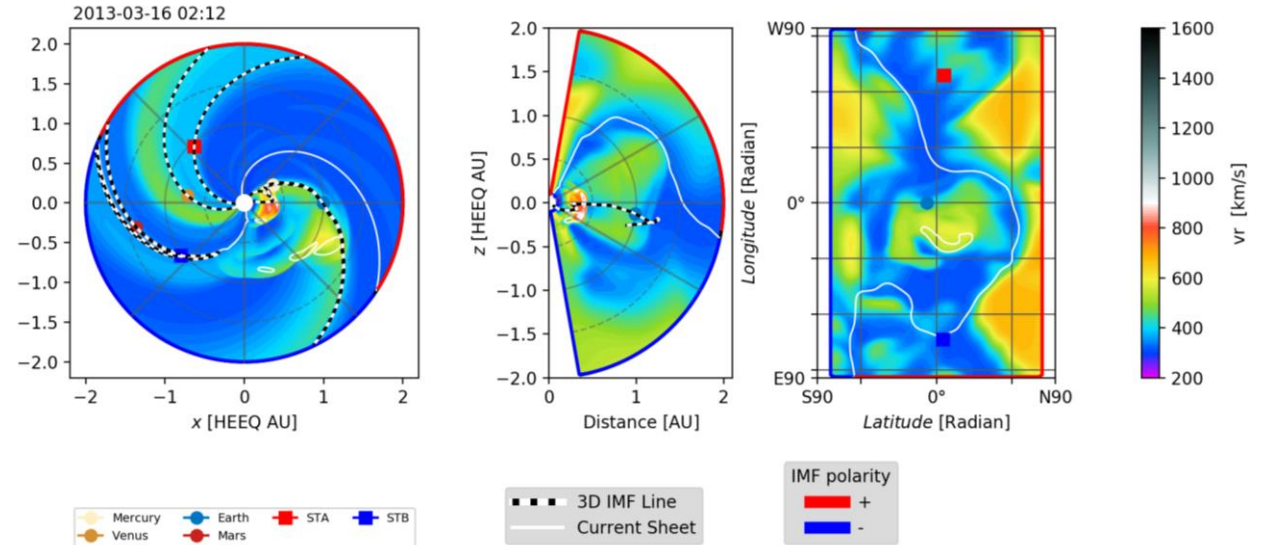 2013-03-16 02:12
2.0
1.5
1.0
0.5
0.0
−0.5
−1.0
−1.5
−2.0
−2
−1
0
1
2
x [HEEQ AU]
z [HEEQ AU]
2.0
1.5
1.0
0.5
0.0
−0.5
−1.0
−1.5
−2.0
0
1
2
Distance [AU]
Longitude [Radian]
W90
0°
E90
S90
0°
N90
Latitude [Radian]
1600
1400
1200
1000
800
600
400
200
vr [km/s]
Mercury
Venus
Earth
Mars
STA
STB
3D IMF Line
Current Sheet
IMF polarity
+
-